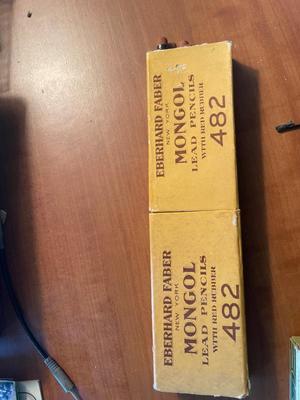 EBERHARD FABER
NEW YORK
MONGOL
LEAD PENCILS
WITH RED RUBBER
482
EBERHARD FABER
NEW YORK
MONGOL
LEAD PENCILS
WITH RED RUBBER
482